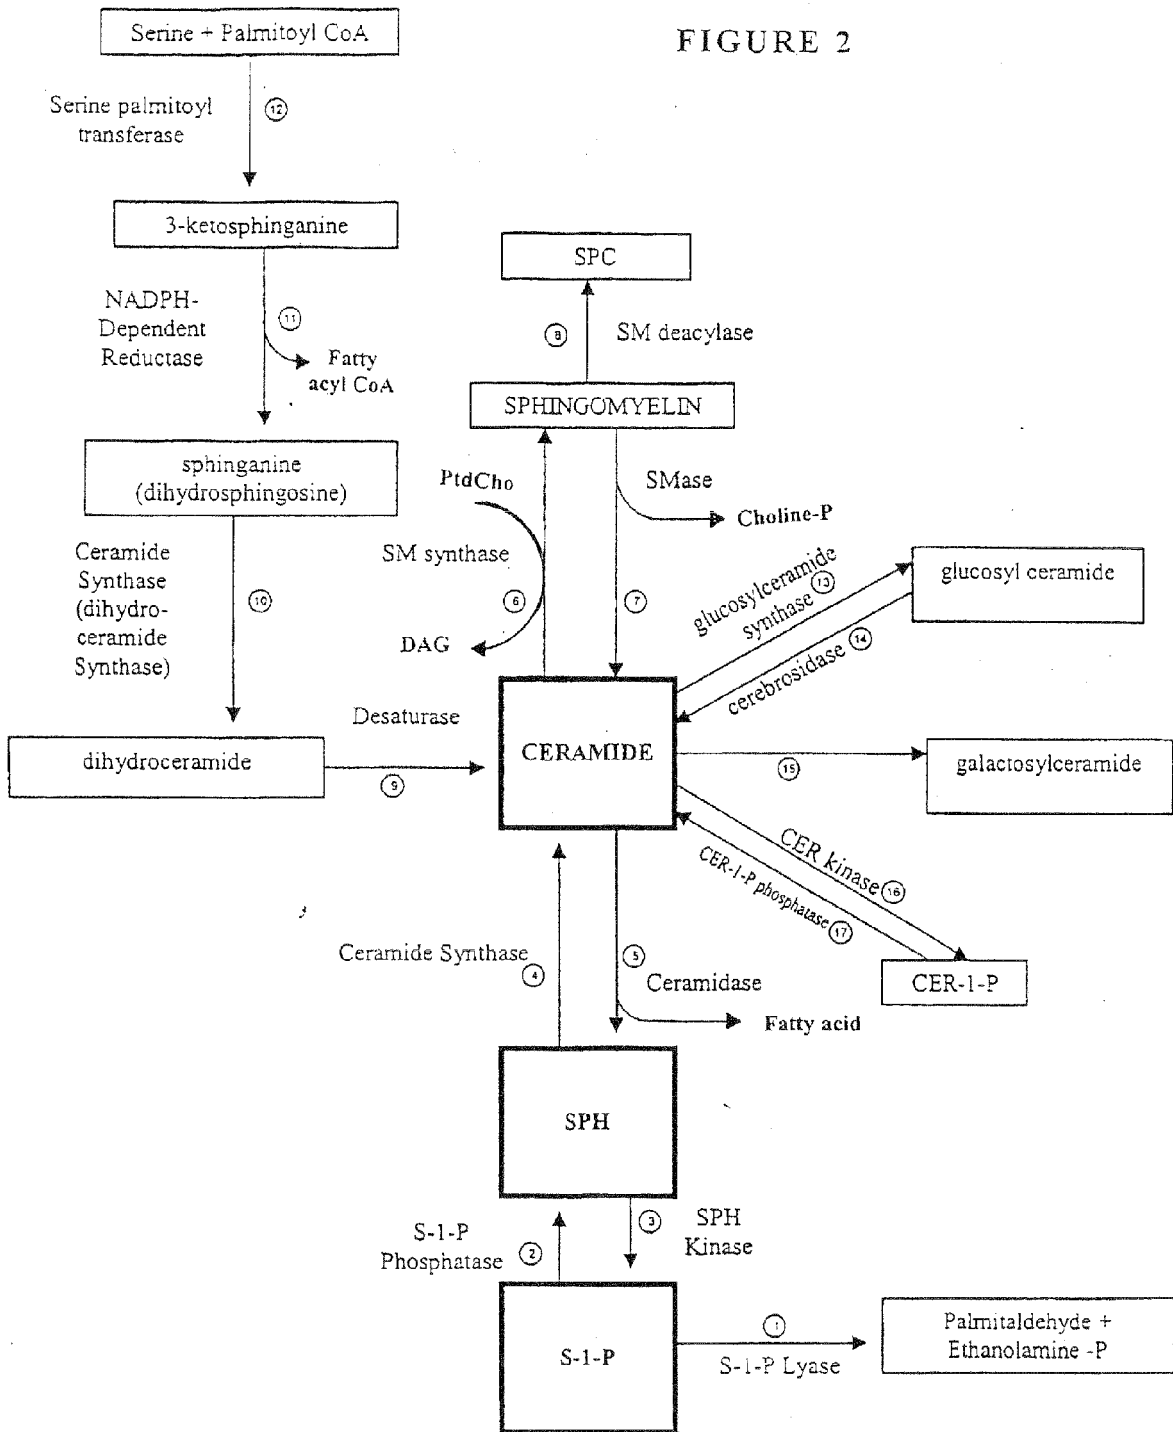 FIGURE 2
Serine + Palmitoyl CoA
Serine palmitoyl
transferase
12
3-ketosphinganine
NADPH-
Dependent
Reductase
11
Fatty
acyl CoA
SPC
8
SM deacylase
SPHINGOMYELIN
sphinganine
(dihydrosphingosine)
PtdCho
SMase
Choline-P
Ceramide
Synthase
(dihydro-
ceramide
Synthase)
10
SM synthase
6
7
DAG
glucosylceramide
synthase 13
glucosyl ceramide
cerebrosidase 14
Desaturase
dihydroceramide
9
CERAMIDE
15
galactosylceramide
CER kinase 16
CER-1-P phosphatase 17
CER-1-P
Ceramide Synthase
4
5
Ceramidase
Fatty acid
SPH
S-1-P
Phosphatase
2
3
SPH
Kinase
S-1-P
1
S-1-P Lyase
Palmitaldehyde +
Ethanolamine -P